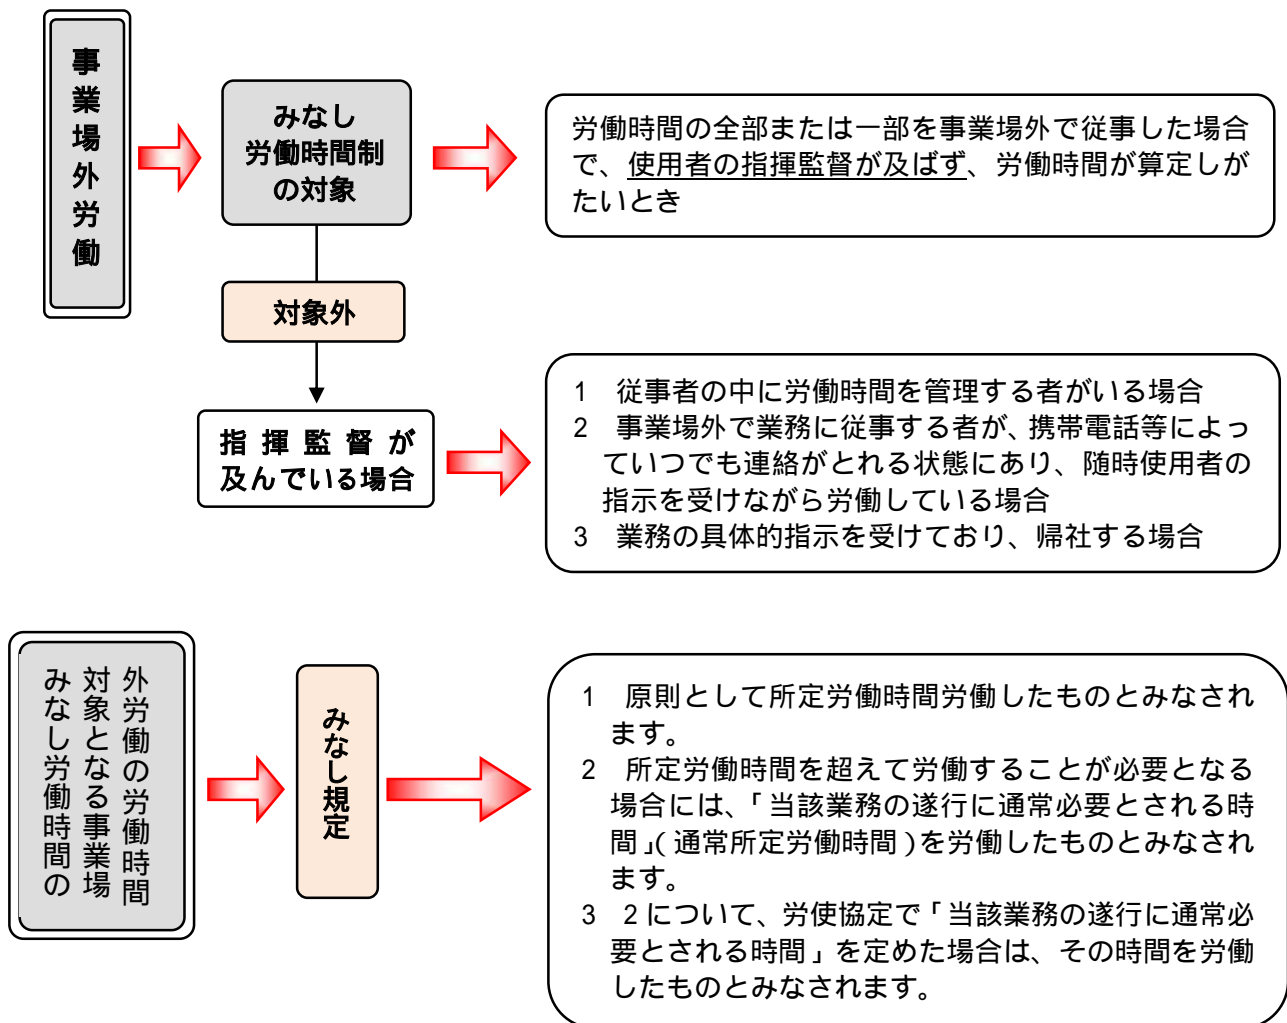 事業場外労働
みなし
労働時間制
の対象
労働時間の全部または一部を事業場外で従事した場合
で、使用者の指揮監督が及ばず、労働時間が算定しが
たいとき
対象外
指揮監督が
及んでいる場合
1 従事者の中に労働時間を管理する者がいる場合
2 事業場外で業務に従事する者が、携帯電話等によっ
ていつでも連絡がとれる状態にあり、随時使用者の
指示を受けながら労働している場合
3 業務の具体的指示を受けており、帰社する場合
みなし労働時間の
対象となる事業場
外労働の労働時間
みなし規定
1 原則として所定労働時間労働したものとみなされ
ます。
2 所定労働時間を超えて労働することが必要となる
場合には、「当該業務の遂行に通常必要とされる時
間」(通常所定労働時間)を労働したものとみなされ
ます。
3 2について、労使協定で「当該業務の遂行に通常必
要とされる時間」を定めた場合は、その時間を労働
したものとみなされます。